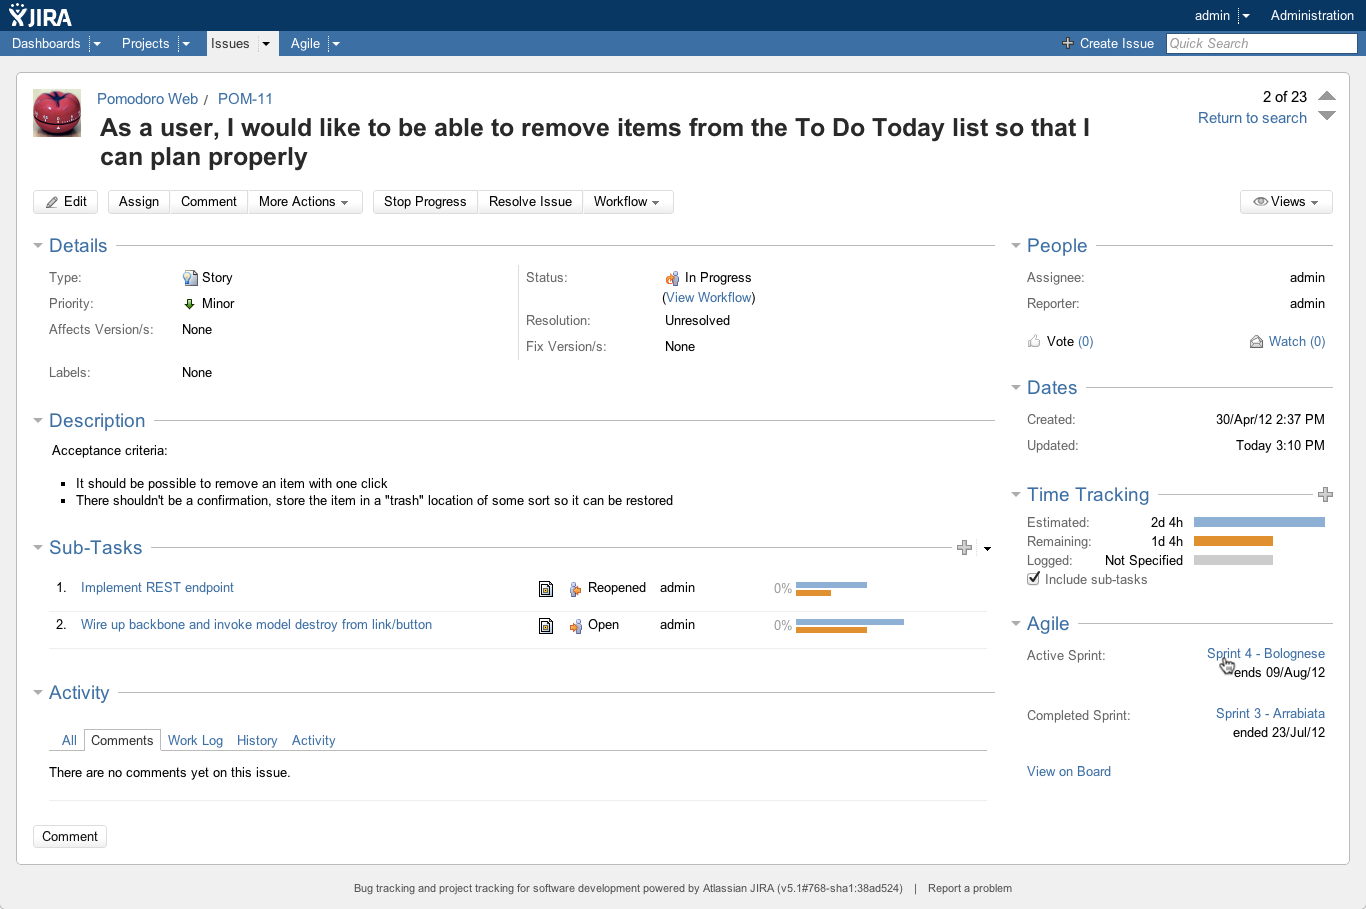 JIRA
admin
Administration
Dashboards
Projects
Issues
Agile
Create Issue
Quick Search
Pomodoro Web / POM-11
As a user, I would like to be able to remove items from the To Do Today list so that I
can plan properly
2 of 23
Return to search
Edit
Assign
Comment
More Actions
Stop Progress
Resolve Issue
Workflow
Views
Details
Type: Story
Priority: Minor
Affects Version/s: None
Labels: None
Status: In Progress
(View Workflow)
Resolution: Unresolved
Fix Version/s: None
Description
Acceptance criteria:
It should be possible to remove an item with one click
There shouldn't be a confirmation, store the item in a "trash" location of some sort so it can be restored
Sub-Tasks
1. Implement REST endpoint Reopened admin 0%
2. Wire up backbone and invoke model destroy from link/button Open admin 0%
Activity
All Comments Work Log History Activity
There are no comments yet on this issue.
Comment
People
Assignee: admin
Reporter: admin
Vote (0) Watch (0)
Dates
Created: 30/Apr/12 2:37 PM
Updated: Today 3:10 PM
Time Tracking
Estimated: 2d 4h
Remaining: 1d 4h
Logged: Not Specified
Include sub-tasks
Agile
Active Sprint: Sprint 4 - Bolognese
ends 09/Aug/12
Completed Sprint: Sprint 3 - Arrabiata
ended 23/Jul/12
View on Board
Bug tracking and project tracking for software development powered by Atlassian JIRA (v5.1#768-sha1:38ad524) | Report a problem